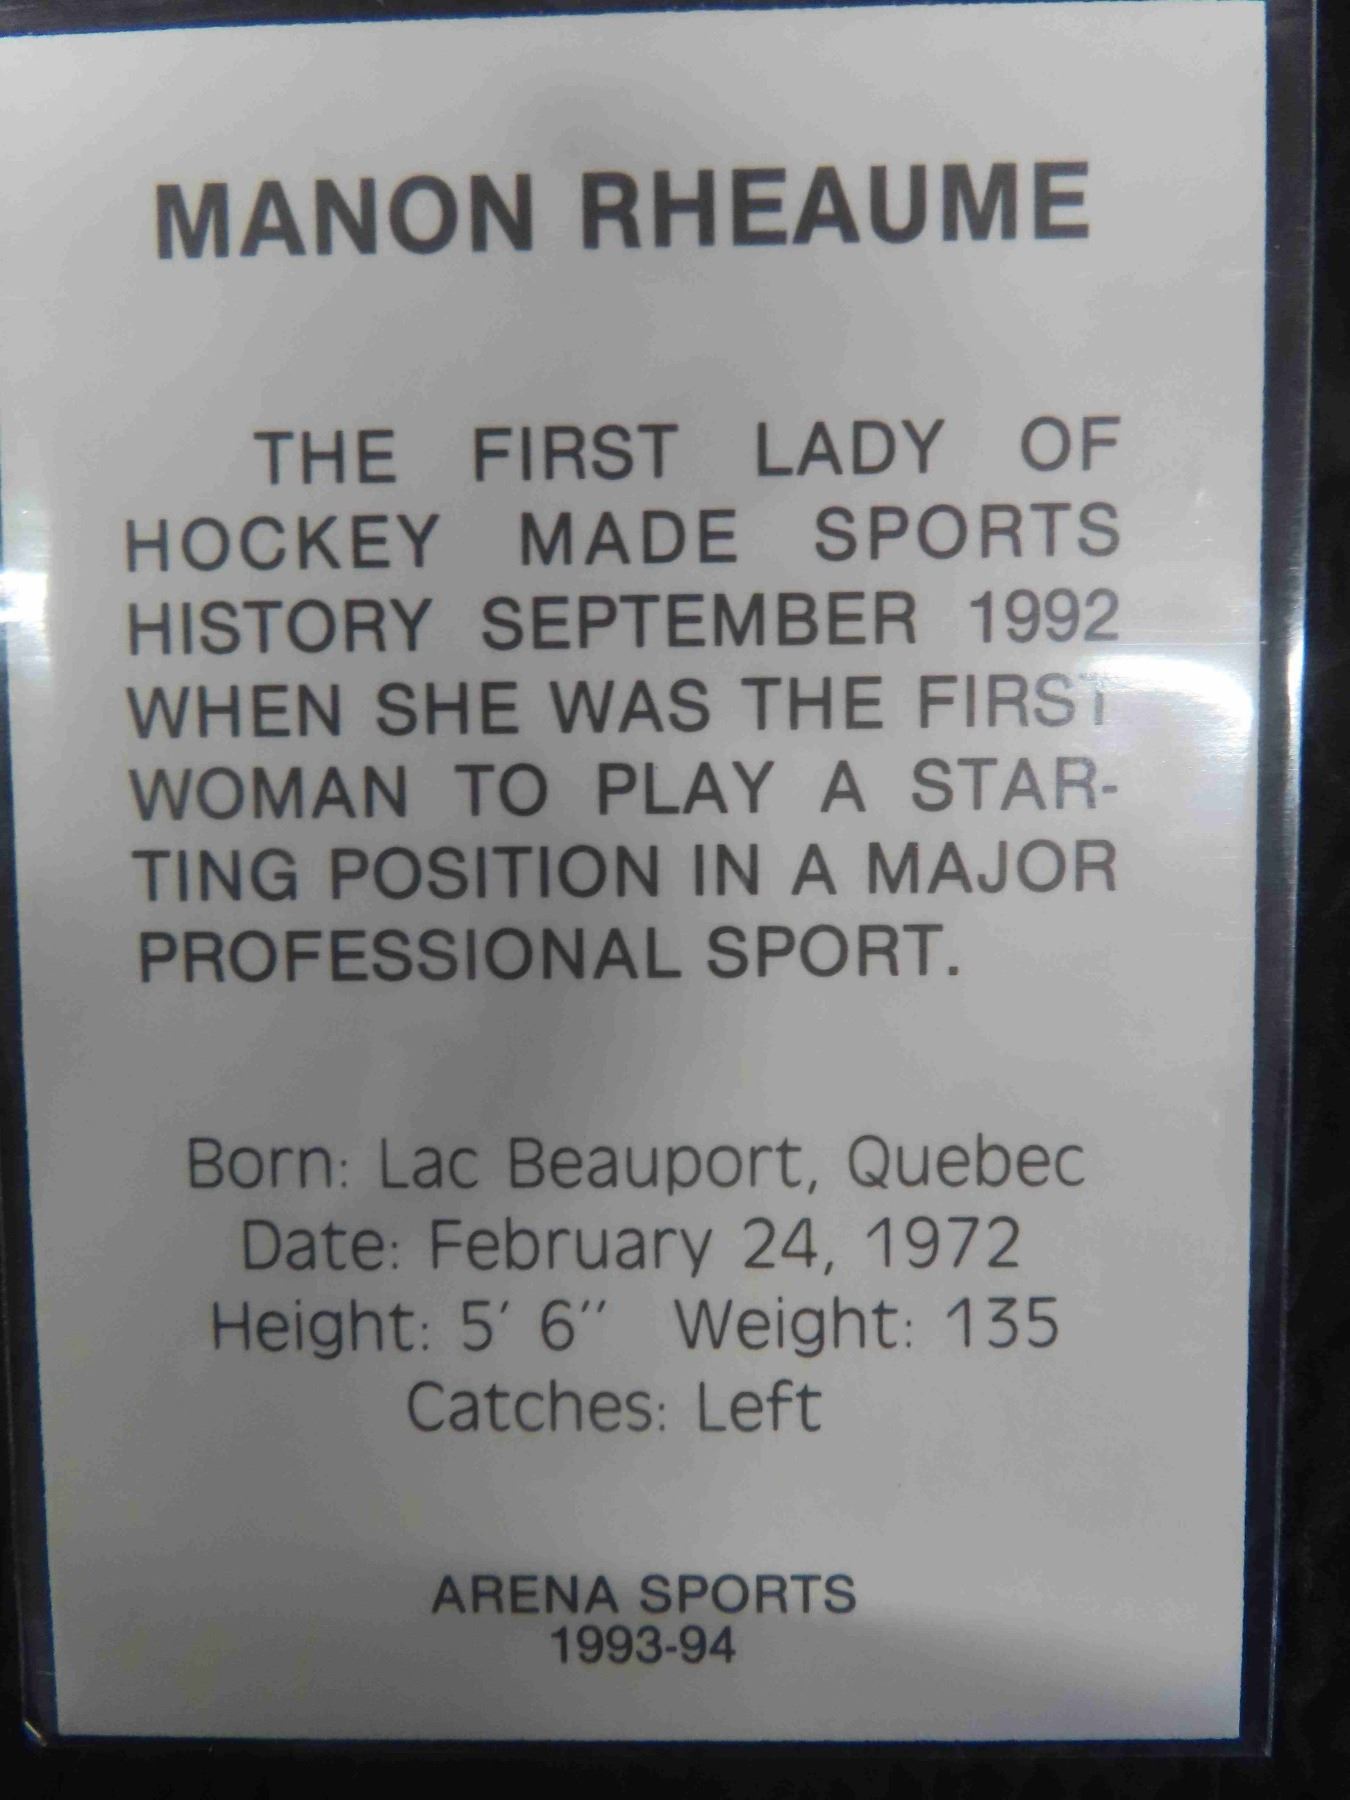 MANON RHEAUME
THE FIRST LADY OF
HOCKEY MADE SPORTS
HISTORY SEPTEMBER 1992
WHEN SHE WAS THE FIRST
WOMAN TO PLAY A STAR-
TING POSITION IN A MAJOR
PROFESSIONAL SPORT.
Born: Lac Beauport, Quebec
Date: February 24, 1972
Height: 5' 6" Weight: 135
Catches: Left
ARENA SPORTS
1993-94